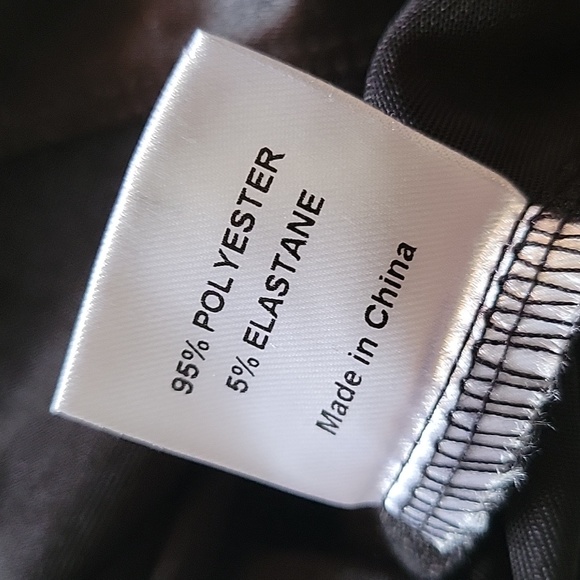 95% POLYESTER
5% ELASTANE
Made in China